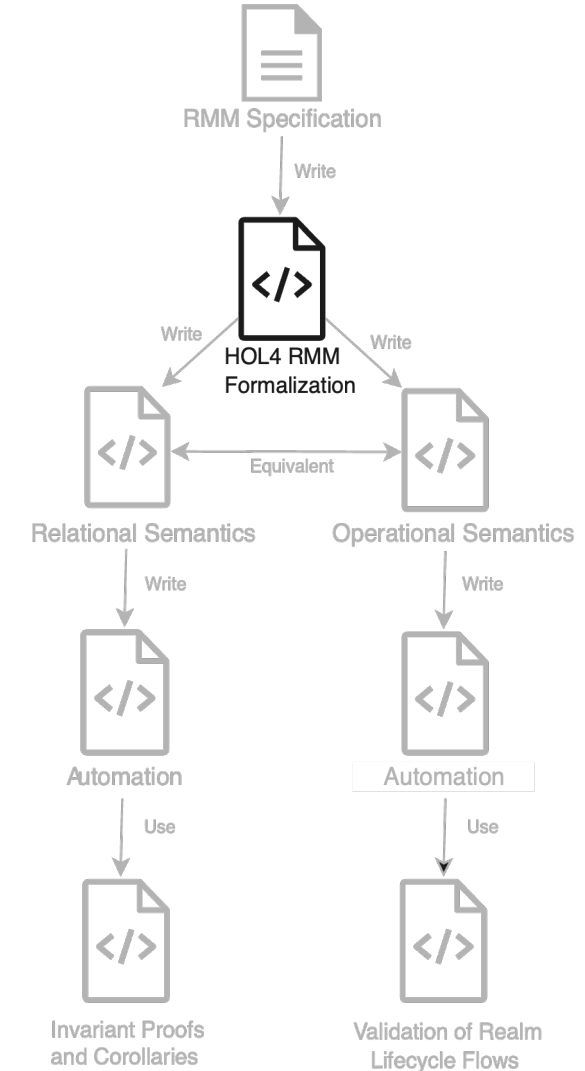 RMM Specification
Write
</>
HOL4 RMM
Formalization
Write
Write
</>
</>
Equivalent
Relational Semantics
Operational Semantics
Write
Write
</>
</>
Automation
Automation
Use
Use
</>
</>
Invariant Proofs
and Corollaries
Validation of Realm
Lifecycle Flows